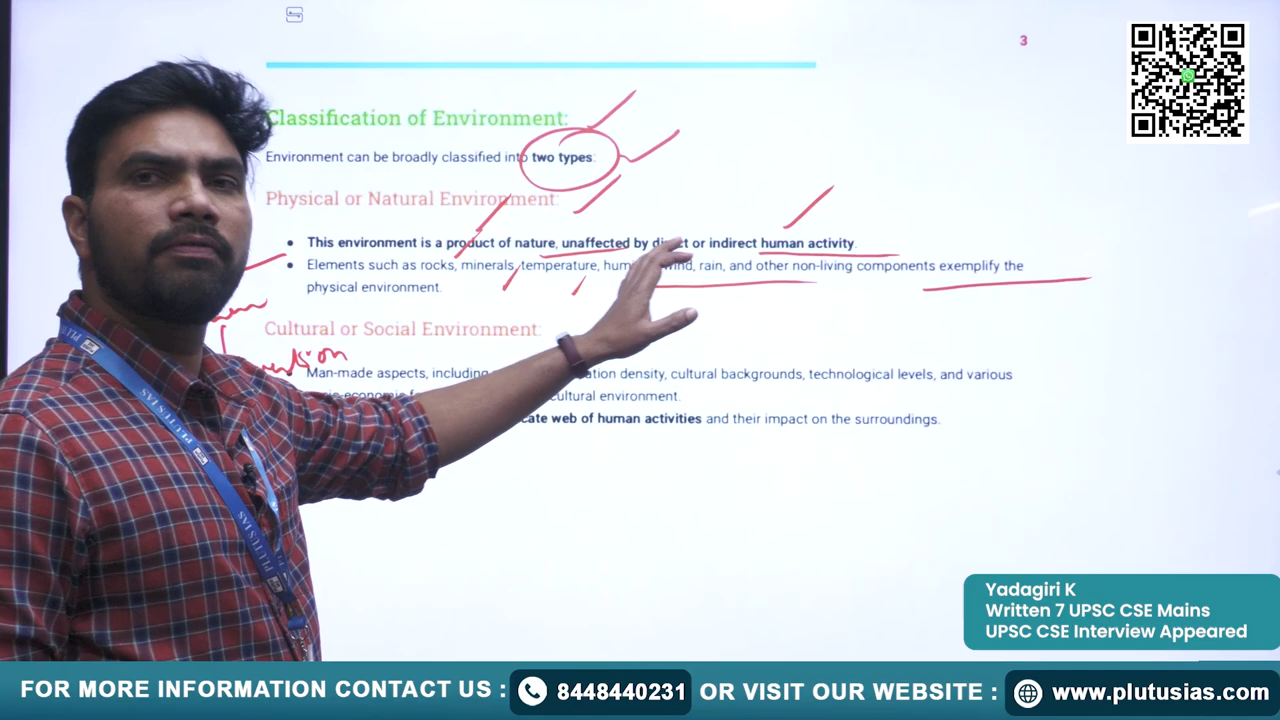 3
Classification of Environment:
Environment can be broadly classified into two types:
Physical or Natural Environment:
• This environment is a product of nature, unaffected by direct or indirect human activity.
• Elements such as rocks, minerals, temperature, wind, rain, and other non-living components exemplify the
physical environment.
Cultural or Social Environment:
Man-made aspects, including density, cultural backgrounds, technological levels, and various
cultural environment.
web of human activities and their impact on the surroundings.
PLUTUS IAS
PLUTUS IAS
Yadagiri K
Written 7 UPSC CSE Mains
UPSC CSE Interview Appeared
FOR MORE INFORMATION CONTACT US : 8448440231 OR VISIT OUR WEBSITE : www.plutusias.com